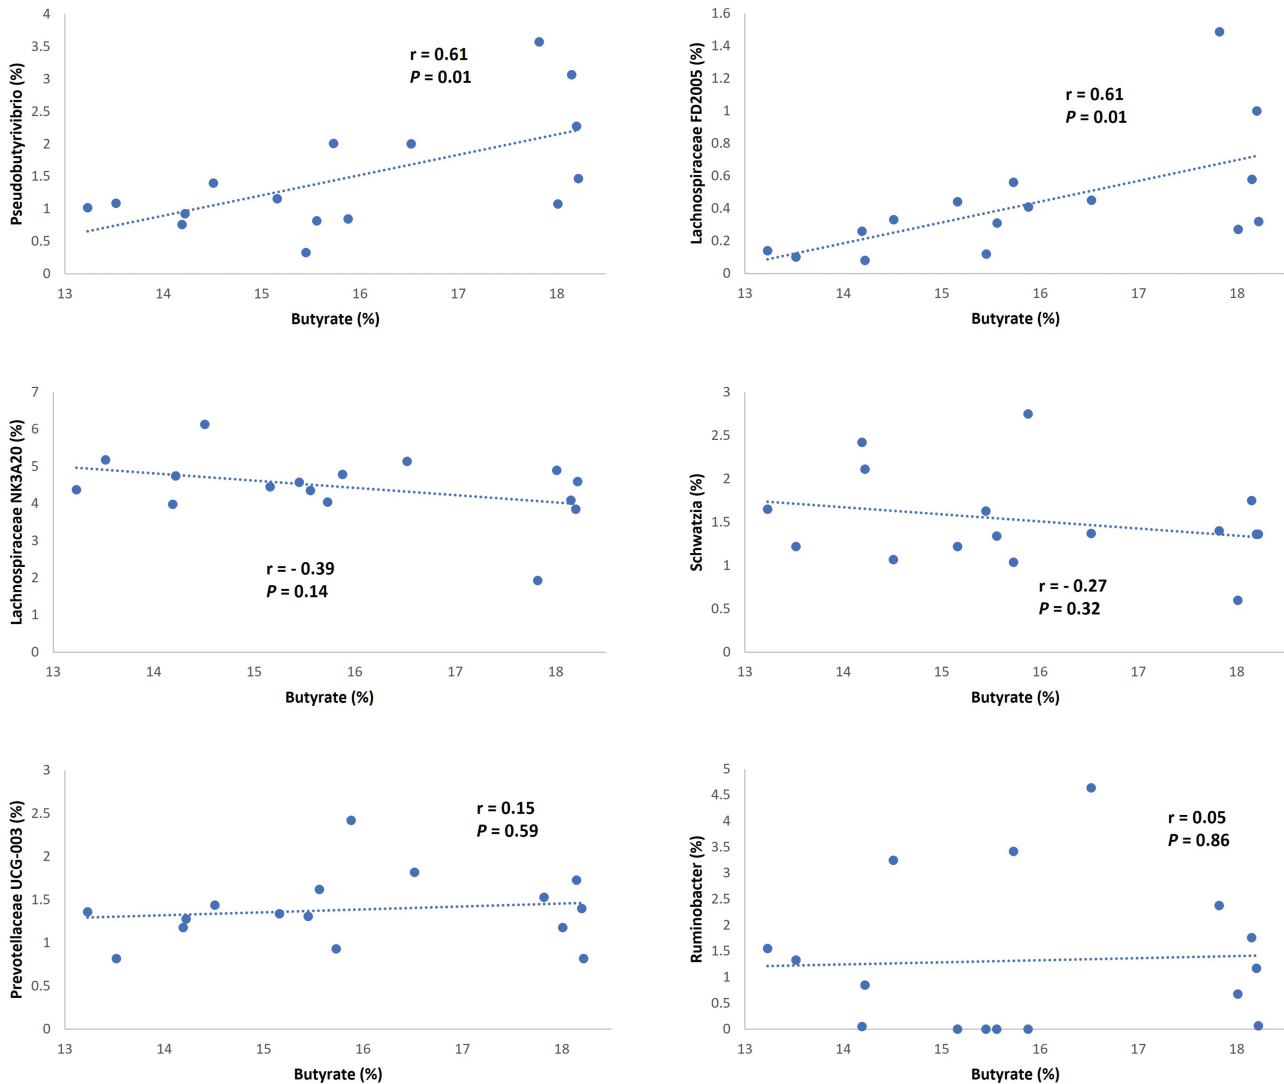 Pseudobutyrivibrio (%)
4
3.5
3
2.5
2
1.5
1
0.5
0
r = 0.61
P = 0.01
13 14 15 16 17 18
Butyrate (%)
Lachnospiraceae FD2005 (%)
1.6
1.4
1.2
1
0.8
0.6
0.4
0.2
0
r = 0.61
P = 0.01
13 14 15 16 17 18
Butyrate (%)
Lachnospiraceae NK3A20 (%)
7
6
5
4
3
2
1
0
r = - 0.39
P = 0.14
13 14 15 16 17 18
Butyrate (%)
Schwatzia (%)
3
2.5
2
1.5
1
0.5
0
r = - 0.27
P = 0.32
13 14 15 16 17 18
Butyrate (%)
Prevotellaceae UCG-003 (%)
3
2.5
2
1.5
1
0.5
0
r = 0.15
P = 0.59
13 14 15 16 17 18
Butyrate (%)
Ruminobacter (%)
5
4.5
4
3.5
3
2.5
2
1.5
1
0.5
0
r = 0.05
P = 0.86
13 14 15 16 17 18
Butyrate (%)